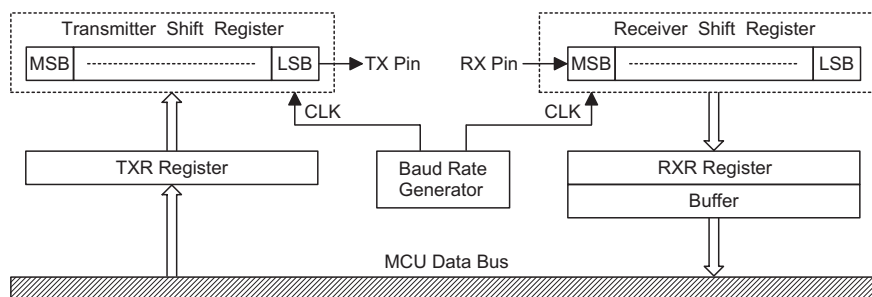 Transmitter Shift Register
MSB
LSB
TX Pin
CLK
TXR Register
Baud Rate
Generator
Receiver Shift Register
RX Pin
MSB
LSB
CLK
RXR Register
Buffer
MCU Data Bus